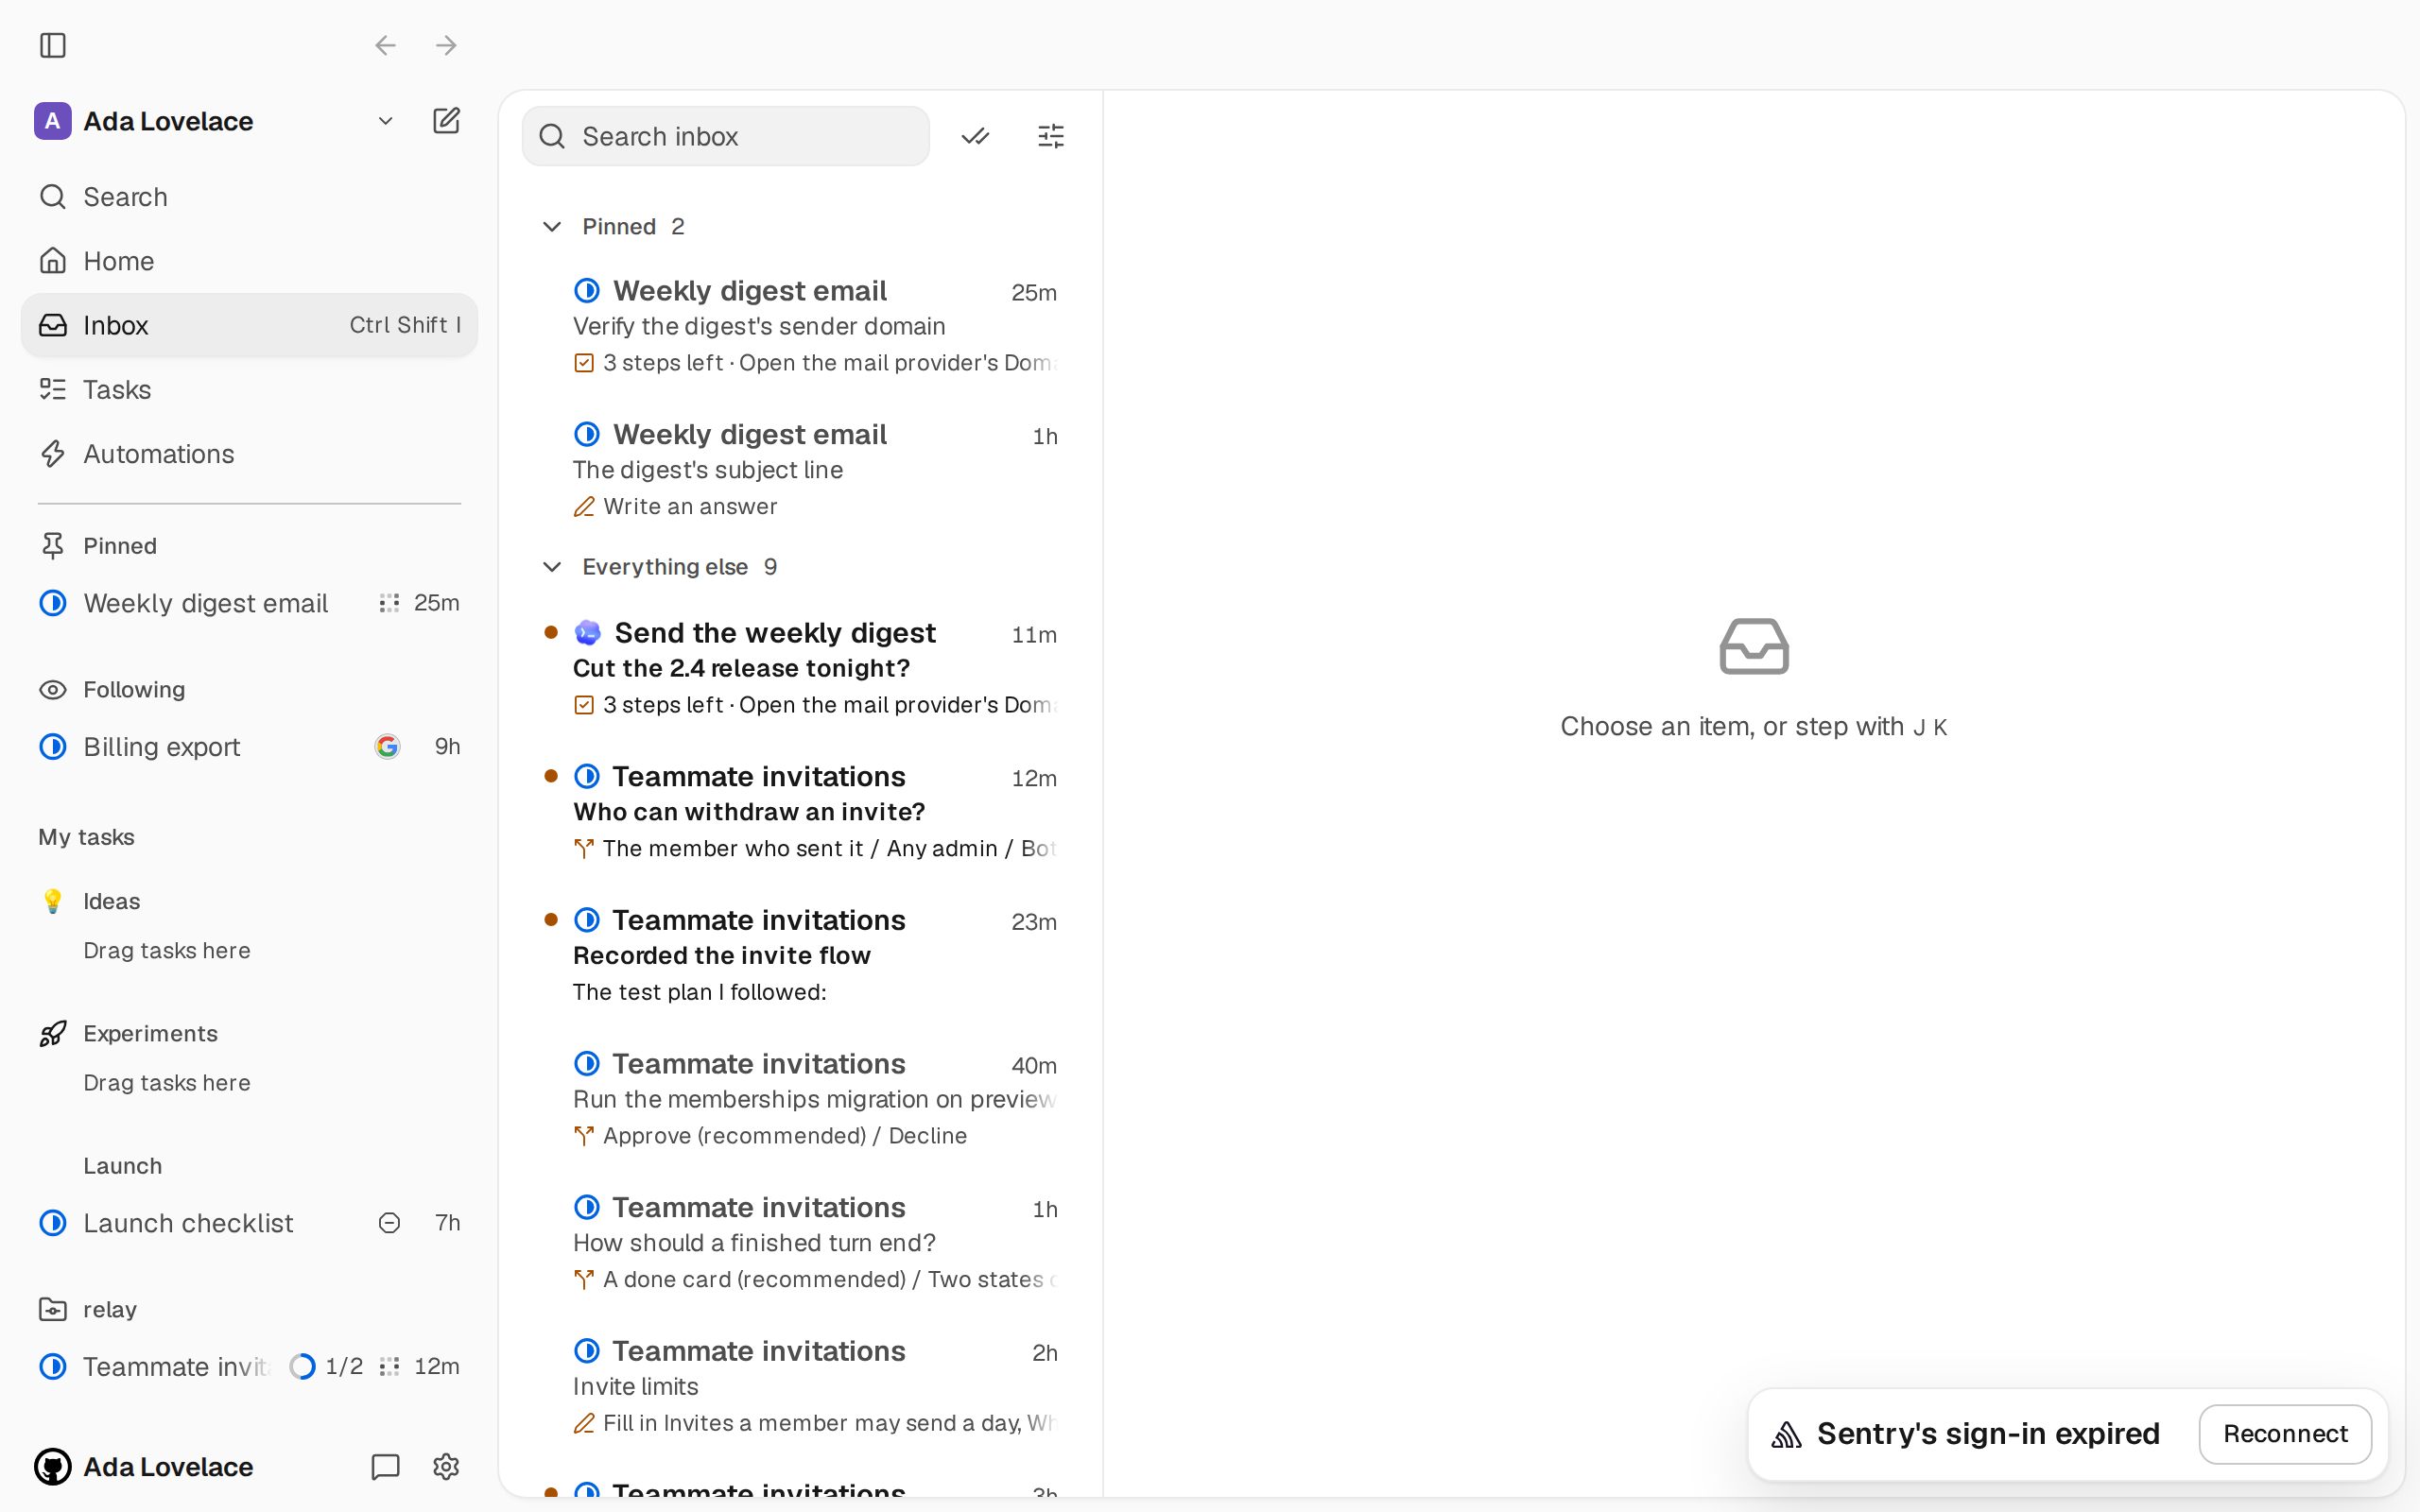 A Ada Lovelace
Search
Home
Inbox Ctrl Shift I
Tasks
Automations
Pinned
Weekly digest email 25m
Following
Billing export 9h
My tasks
Ideas
Drag tasks here
Experiments
Drag tasks here
Launch
Launch checklist 7h
relay
Teammate 1/2 12m
Ada Lovelace
Search inbox
Pinned 2
Weekly digest email 25m
Verify the digest's sender domain
3 steps left · Open the mail provider's
Weekly digest email 1h
The digest's subject line
Write an answer
Everything else 9
Send the weekly digest 11m
Cut the 2.4 release tonight?
3 steps left · Open the mail provider's
Teammate invitations 12m
Who can withdraw an invite?
The member who sent it / Any admin /
Teammate invitations 23m
Recorded the invite flow
The test plan I followed:
Teammate invitations 40m
Run the memberships migration on preview
Approve (recommended) / Decline
Teammate invitations 1h
How should a finished turn end?
A done card (recommended) / Two states
Teammate invitations 2h
Invite limits
Fill in Invites a member may send a day,
Teammate invitations 3h
Choose an item, or step with J K
Sentry's sign-in expired Reconnect